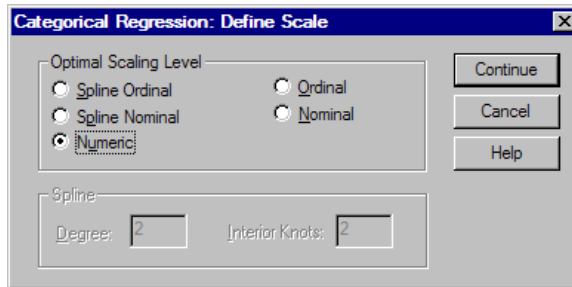 Categorical Regression: Define Scale
Optimal Scaling Level
Spline Ordinal
Ordinal
Spline Nominal
Nominal
Numeric
Continue
Cancel
Help
Spline
Degree: 2
Interior Knots: 2